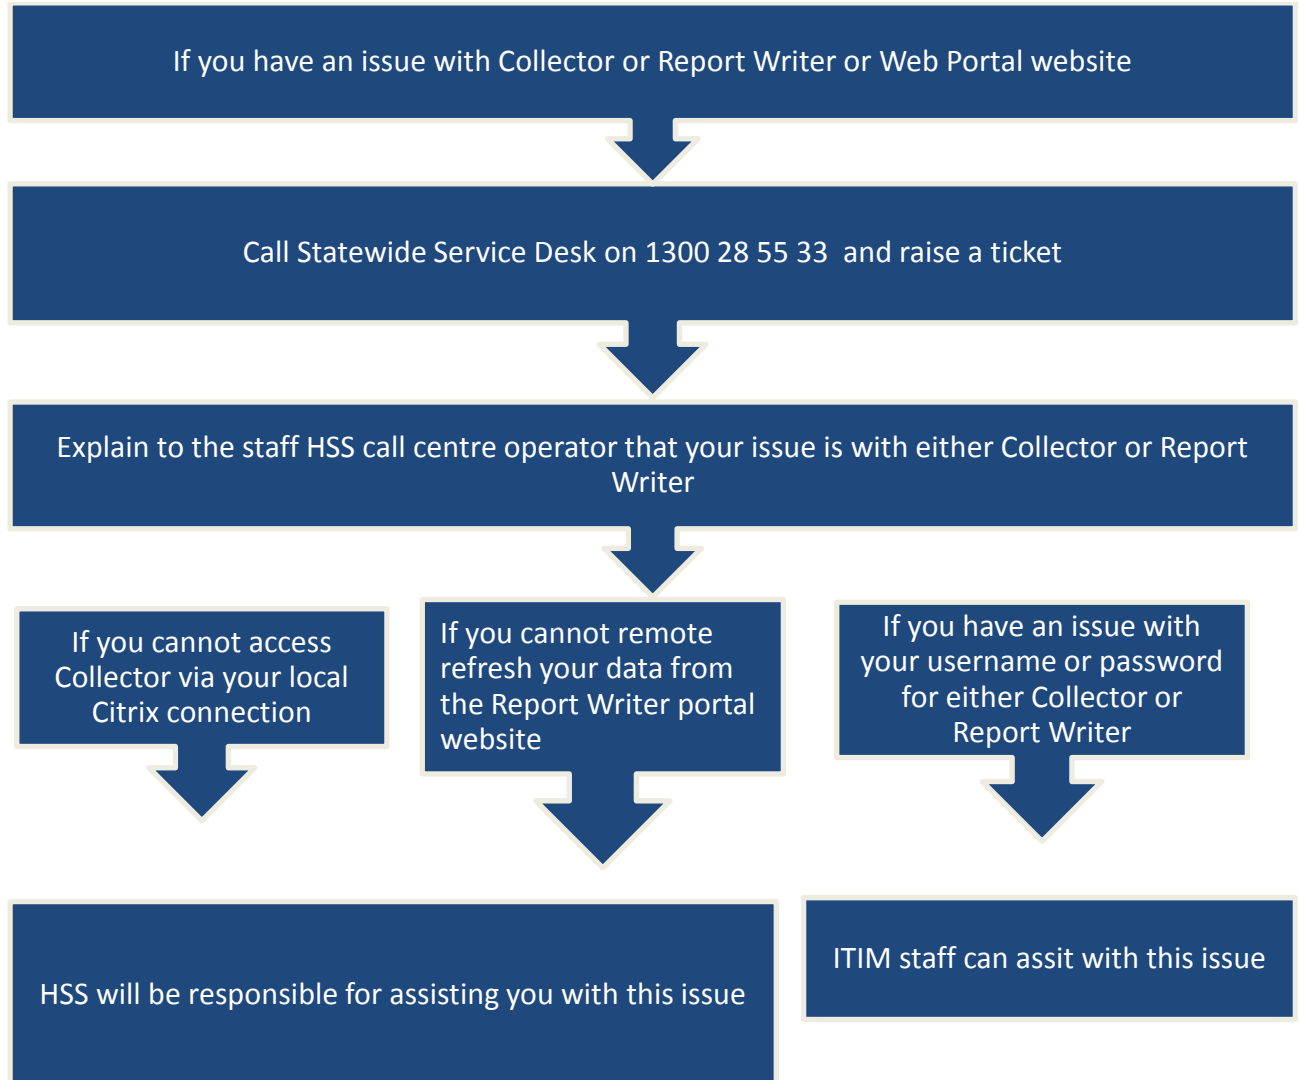 If you have an issue with Collector or Report Writer or Web Portal website
Call Statewide Service Desk on 1300 28 55 33  and raise a ticket
Explain to the staff HSS call centre operator that your issue is with either Collector or Report
Writer
If you cannot access
Collector via your local
Citrix connection
If you cannot remote
refresh your data from
the Report Writer portal
website
If you have an issue with
your username or password
for either Collector or
Report Writer
HSS will be responsible for assisting you with this issue
ITIM staff can assit with this issue